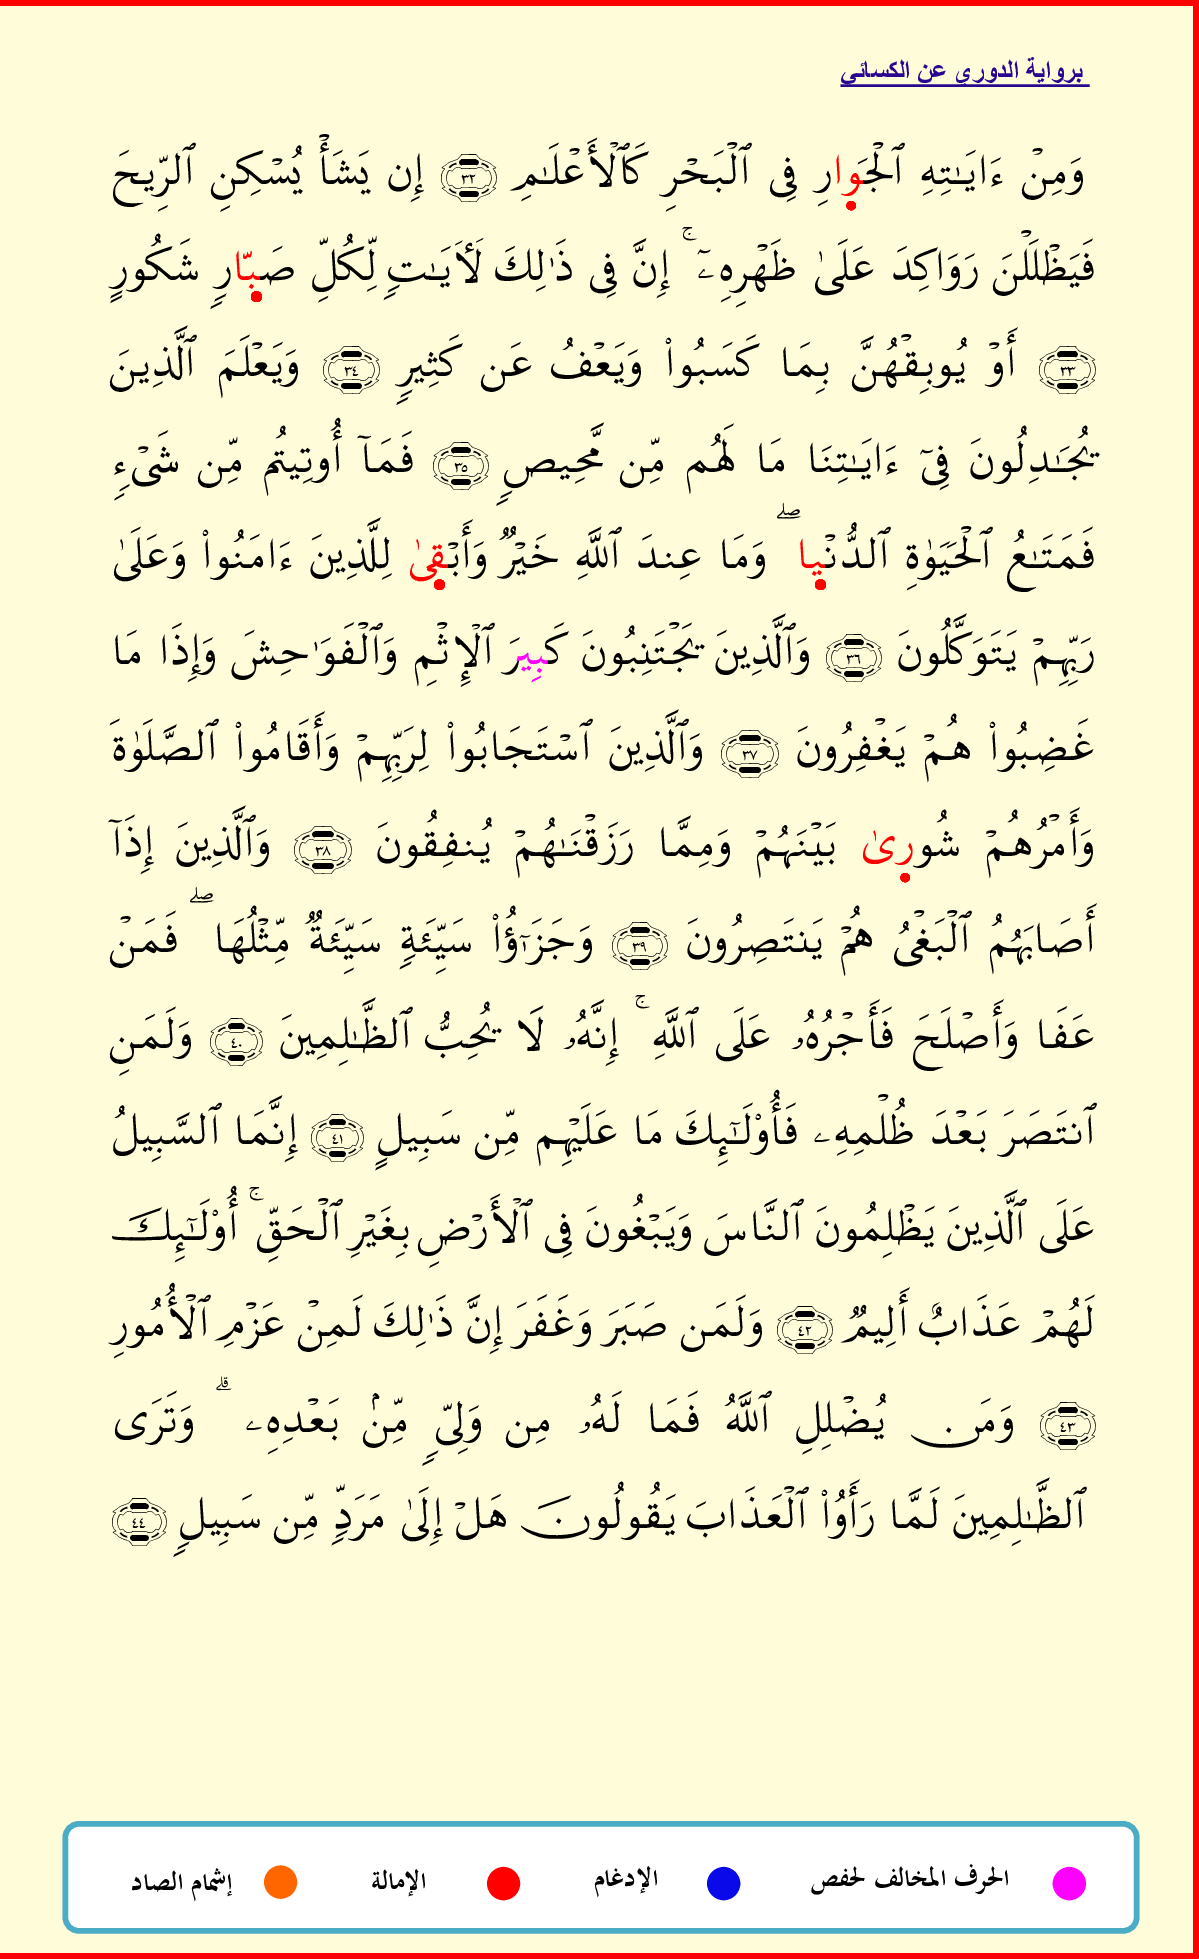 برواية الدوري عن الكسائي
وَمِنْ ءَايَـٰتِهِ ٱلْجَوَارِ فِى ٱلْبَحْرِ كَٱلْأَعْلَـٰمِ ٣٢ إِن يَشَأْ يُسْكِنِ ٱلرِّيحَ
فَيَظْلَلْنَ رَوَاكِدَ عَلَىٰ ظَهْرِهِۦٓ ۚ إِنَّ فِى ذَٰلِكَ لَأَيَـٰتٍ لِّكُلِّ صَبَّارٍ شَكُورٍ
٣٣ أَوْ يُوبِقْهُنَّ بِمَا كَسَبُوا۟ وَيَعْفُ عَن كَثِيرٍ ٣٤ وَيَعْلَمَ ٱلَّذِينَ
يُجَـٰدِلُونَ فِىٓ ءَايَـٰتِنَا مَا لَهُم مِّن مَّحِيصٍ ٣٥ فَمَآ أُوتِيتُم مِّن شَىْءٍ
فَمَتَـٰعُ ٱلْحَيَوٰةِ ٱلدُّنْيا ۖ وَمَا عِندَ ٱللَّهِ خَيْرٌ وَأَبْقىٰ لِلَّذِينَ ءَامَنُوا۟ وَعَلَىٰ
رَبِّهِمْ يَتَوَكَّلُونَ ٣٦ وَٱلَّذِينَ يَجْتَنِبُونَ كَبِيرَ ٱلْإِثْمِ وَٱلْفَوَٰحِشَ وَإِذَا مَا
غَضِبُوا۟ هُمْ يَغْفِرُونَ ٣٧ وَٱلَّذِينَ ٱسْتَجَابُوا۟ لِرَبِّهِمْ وَأَقَامُوا۟ ٱلصَّلَوٰةَ
وَأَمْرُهُمْ شُورىٰ بَيْنَهُمْ وَمِمَّا رَزَقْنَـٰهُمْ يُنفِقُونَ ٣٨ وَٱلَّذِينَ إِذَآ
أَصَابَهُمُ ٱلْبَغْىُ هُمْ يَنتَصِرُونَ ٣٩ وَجَزَٰٓؤُا۟ سَيِّئَةٍ سَيِّئَةٌ مِّثْلُهَا ۖ فَمَنْ
عَفَا وَأَصْلَحَ فَأَجْرُهُۥ عَلَى ٱللَّهِ ۚ إِنَّهُۥ لَا يُحِبُّ ٱلظَّـٰلِمِينَ ٤٠ وَلَمَنِ
ٱنتَصَرَ بَعْدَ ظُلْمِهِۦ فَأُو۟لَـٰٓئِكَ مَا عَلَيْهِم مِّن سَبِيلٍ ٤١ إِنَّمَا ٱلسَّبِيلُ
عَلَى ٱلَّذِينَ يَظْلِمُونَ ٱلنَّاسَ وَيَبْغُونَ فِى ٱلْأَرْضِ بِغَيْرِ ٱلْحَقِّ ۚ أُو۟لَـٰٓئِكَ
لَهُمْ عَذَابٌ أَلِيمٌ ٤٢ وَلَمَن صَبَرَ وَغَفَرَ إِنَّ ذَٰلِكَ لَمِنْ عَزْمِ ٱلْأُمُورِ
٤٣ وَمَن يُضْلِلِ ٱللَّهُ فَمَا لَهُۥ مِن وَلِىٍّ مِّنۢ بَعْدِهِۦ ۗ وَتَرَى
ٱلظَّـٰلِمِينَ لَمَّا رَأَوُا۟ ٱلْعَذَابَ يَقُولُونَ هَلْ إِلَىٰ مَرَدٍّ مِّن سَبِيلٍ ٤٤
الحرف المخالف لحفص الإدغام الإمالة إشمام الصاد